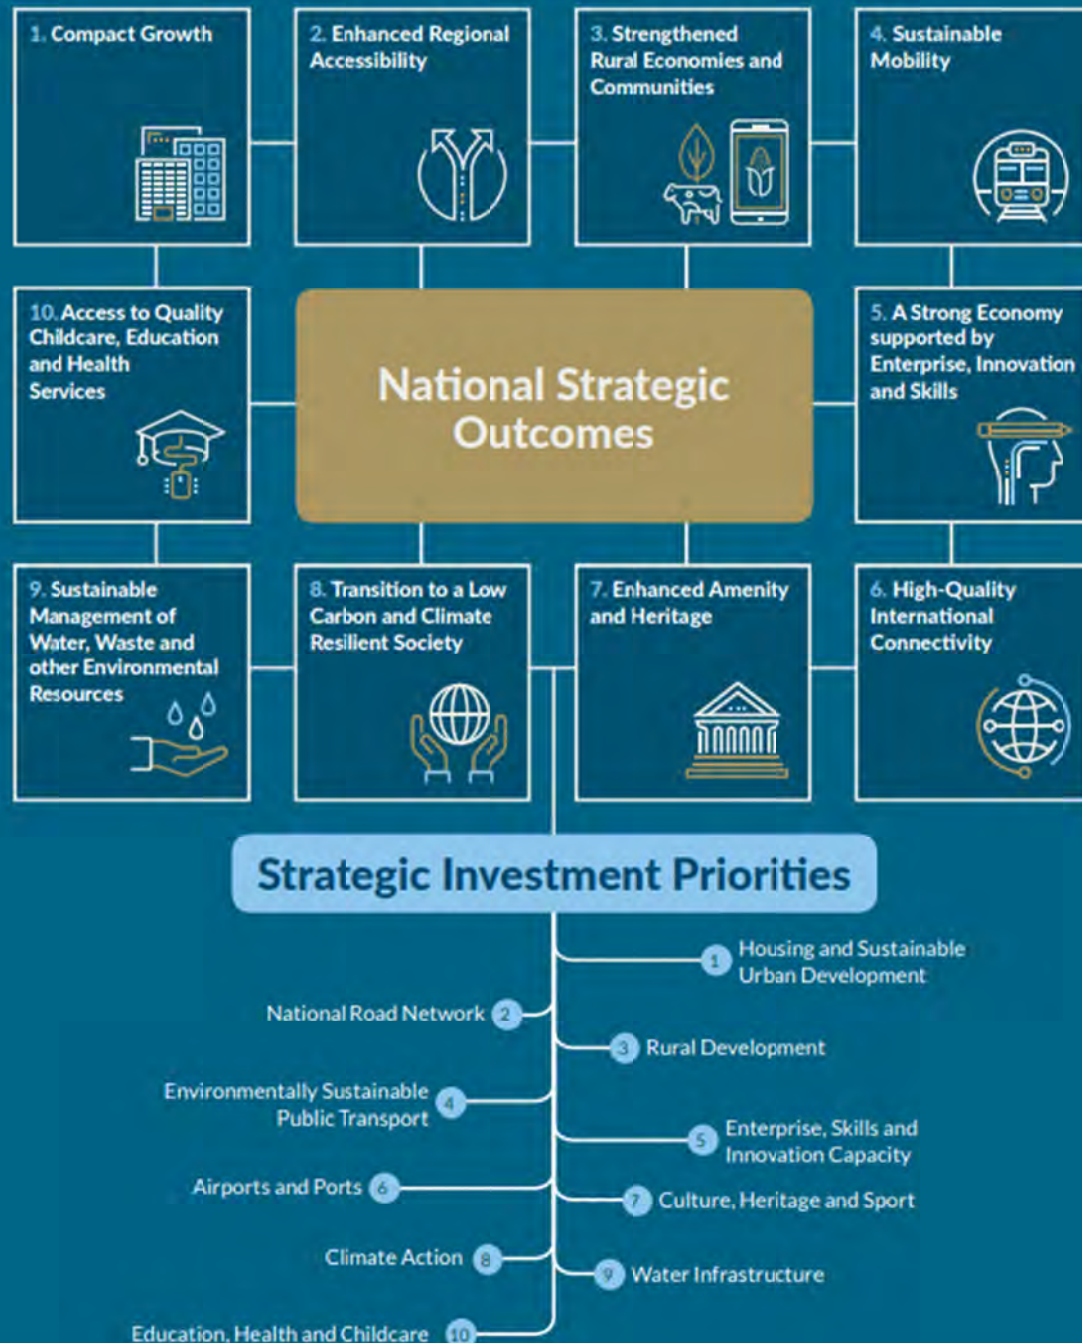 1. Compact Growth
2. Enhanced Regional
Accessibility
3. Strengthened
Rural Economies and
Communities
4. Sustainable
Mobility
10. Access to Quality
Childcare, Education
and Health
Services
National Strategic
Outcomes
5. A Strong Economy
supported by
Enterprise, Innovation
and Skills
9. Sustainable
Management of
Water, Waste and
other Environmental
Resources
8. Transition to a Low
Carbon and Climate
Resilient Society
7. Enhanced Amenity
and Heritage
6. High-Quality
International
Connectivity
Strategic Investment Priorities
1 Housing and Sustainable
Urban Development
National Road Network 2
3 Rural Development
Environmentally Sustainable
Public Transport 4
5 Enterprise, Skills and
Innovation Capacity
Airports and Ports 6
7 Culture, Heritage and Sport
Climate Action 8
9 Water Infrastructure
Education, Health and Childcare 10